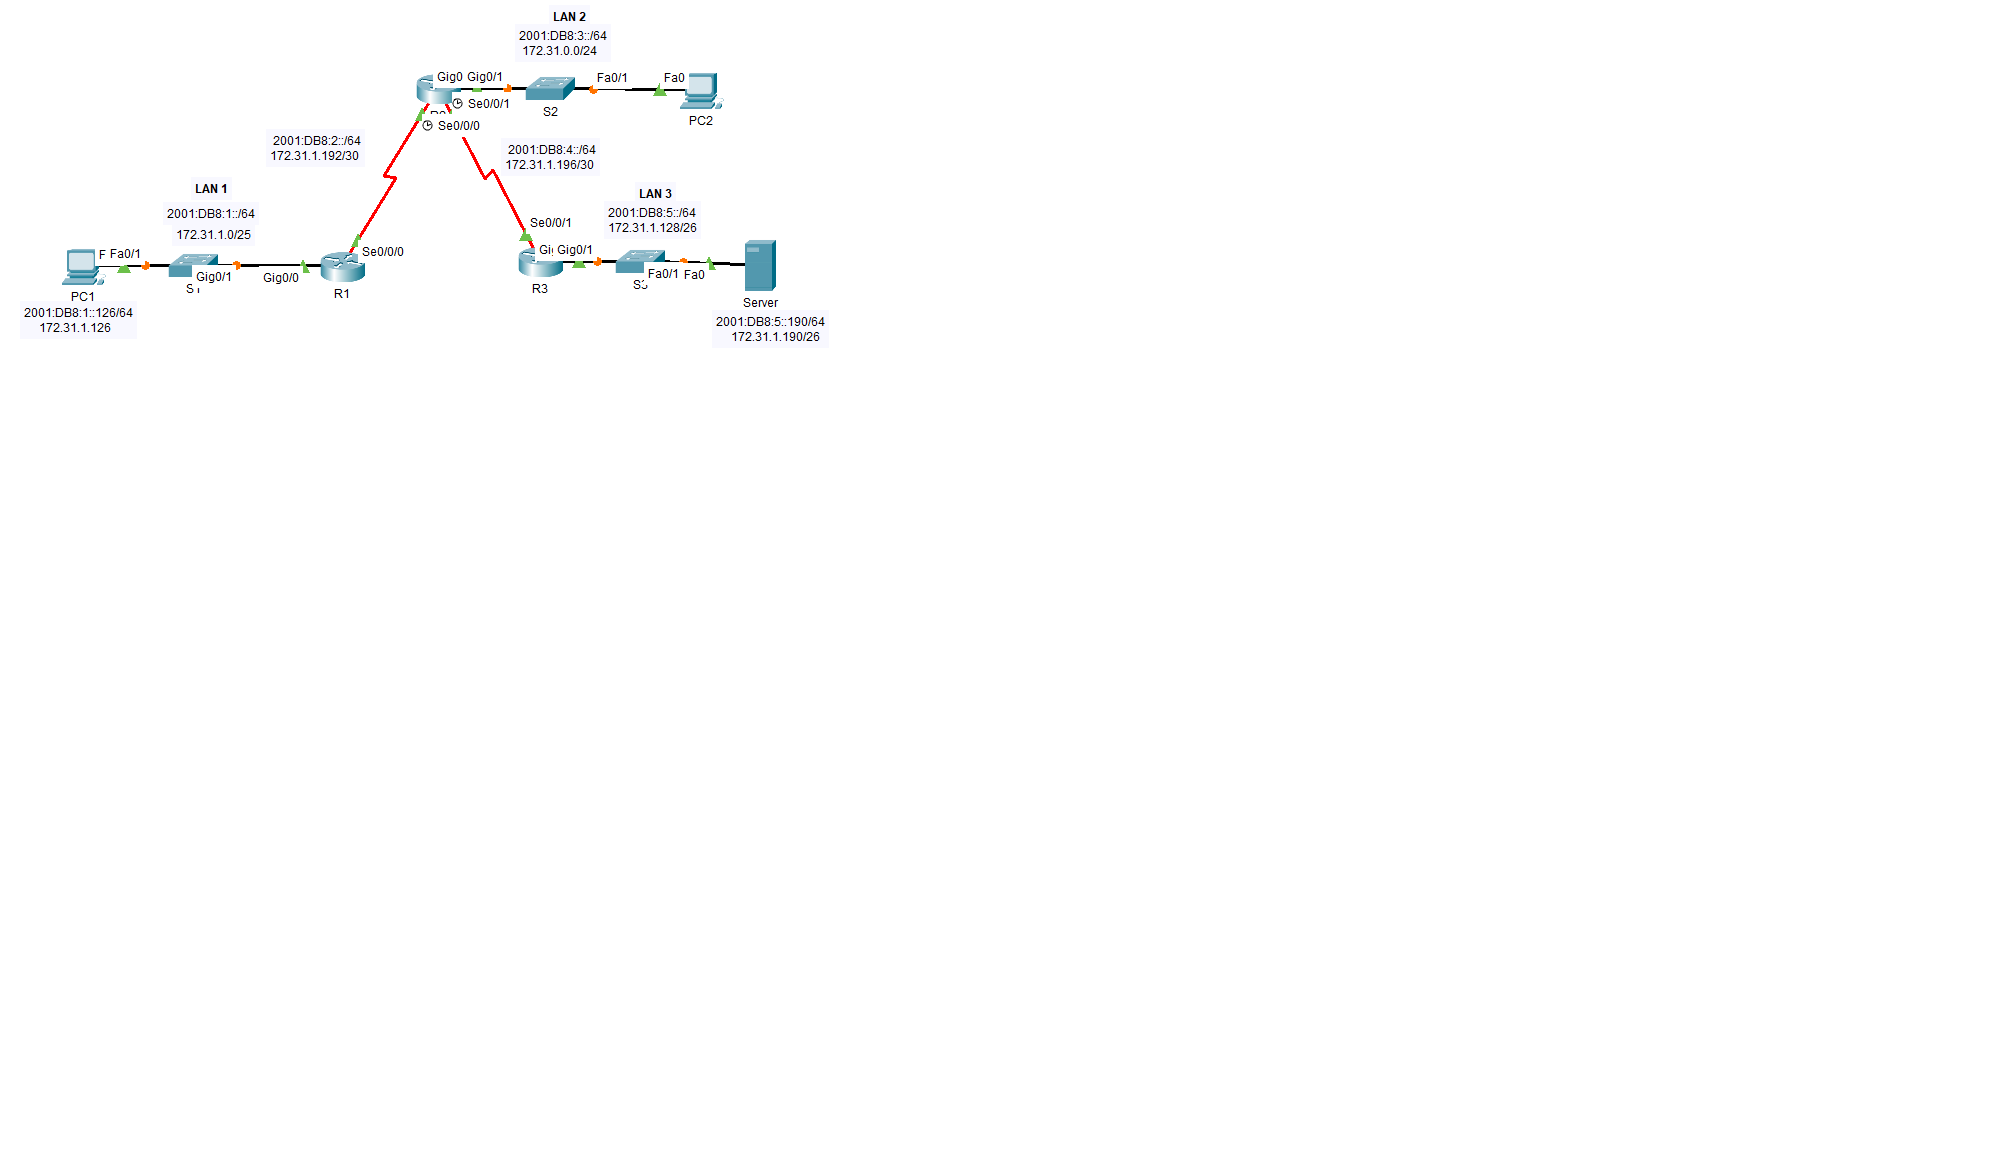 LAN 2
2001:DB8:3::/64
172.31.0.0/24
Gig0
Gig0/1
Fa0/1
Fa0
Se0/0/1
S2
PC2
Se0/0/0
2001:DB8:2::/64
172.31.1.192/30
2001:DB8:4::/64
172.31.1.196/30
LAN 1
2001:DB8:1::/64
172.31.1.0/25
LAN 3
2001:DB8:5::/64
172.31.1.128/26
Se0/0/1
F
Fa0/1
Gig0/1
Gig0/0
Se0/0/0
R1
Gig0/1
R3
Fa0/1
Fa0
PC1
2001:DB8:1::126/64
172.31.1.126
Server
2001:DB8:5::190/64
172.31.1.190/26